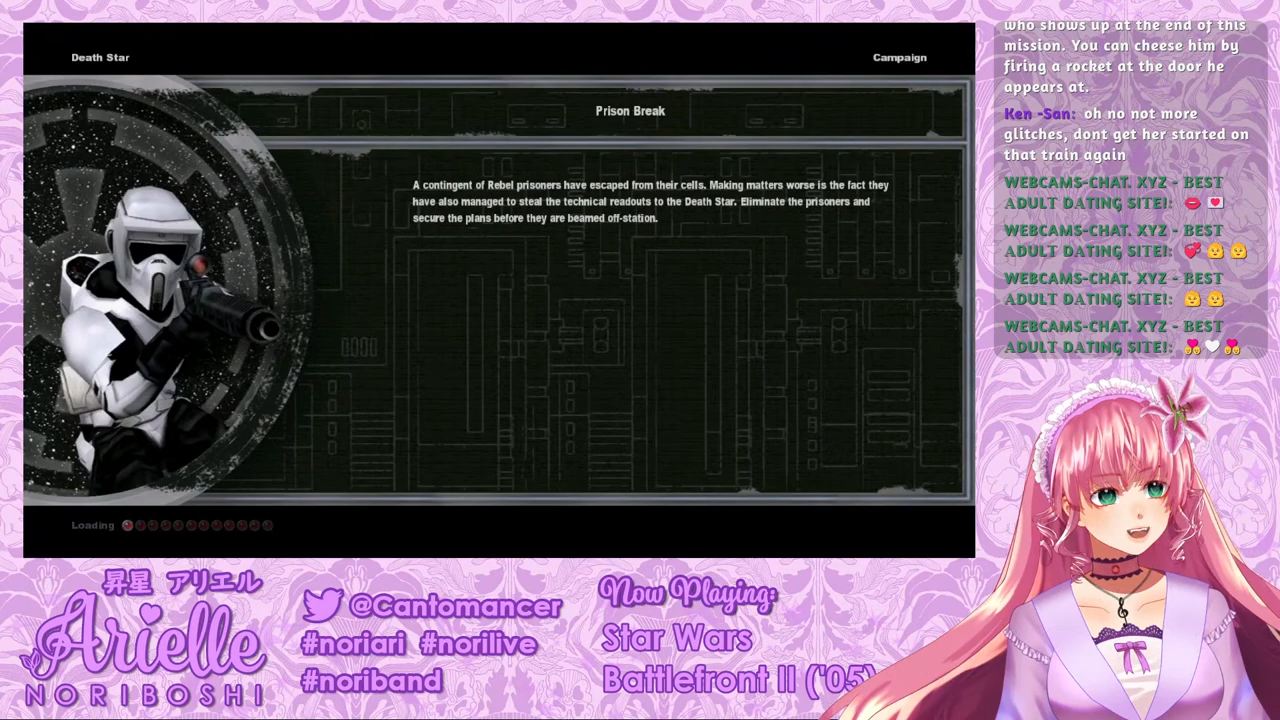 Death Star
Campaign
Prison Break
A contingent of Rebel prisoners have escaped from their cells. Making matters worse is the fact they
have also managed to steal the technical readouts to the Death Star. Eliminate the prisoners and
secure the plans before they are beamed off-station.
Loading
who shows up at the end of this
mission. You can cheese him by
firing a rocket at the door he
appears at.
Ken -San: oh no not more
glitches, dont get her started on
that train again
WEBCAMS-CHAT. XYZ - BEST
ADULT DATING SITE!: 👄 💌
WEBCAMS-CHAT. XYZ - BEST
ADULT DATING SITE!:
WEBCAMS-CHAT. XYZ - BEST
ADULT DATING SITE!:
WEBCAMS-CHAT. XYZ - BEST
ADULT DATING SITE!:
昇星 アリエル
Arielle
NORIBOSHI
@Cantomancer
#noriari #norilive
#noriband
Now Playing:
Star Wars
Battlefront II ('05)